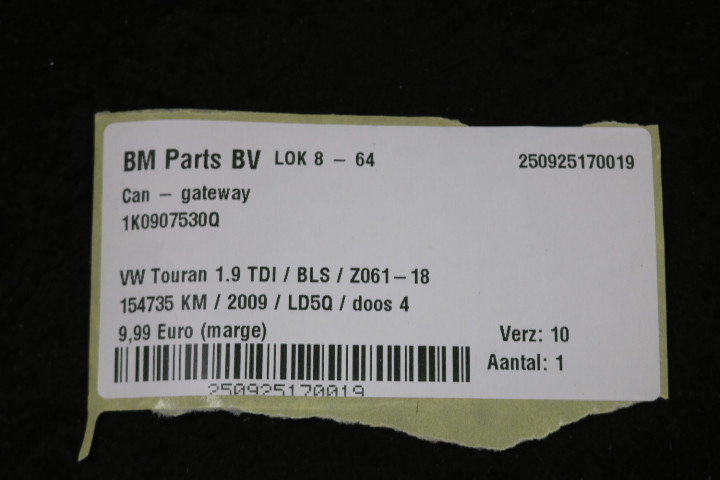 BM Parts BV LOK 8 - 64 250925170019
Can - gateway
1K0907530Q
VW Touran 1.9 TDI / BLS / Z061-18
154735 KM / 2009 / LD5Q / doos 4
9,99 Euro (marge) Verz: 10
Aantal: 1
250925170019